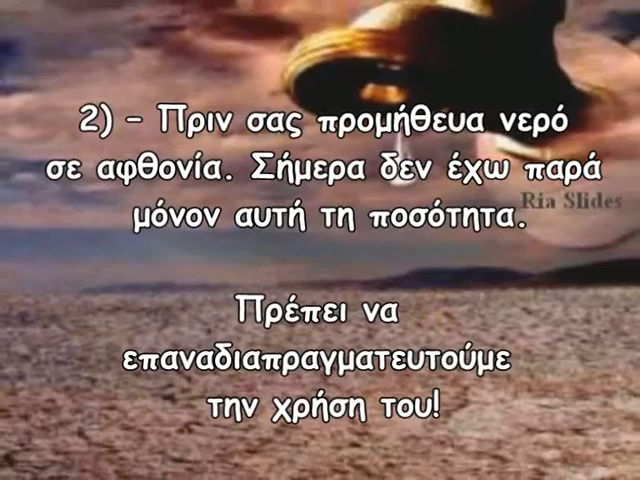 2) – Πριν σας προμήθευα νερό
σε αφθονία. Σήμερα δεν έχω παρά
μόνον αυτή τη ποσότητα.
Ria Slides
Πρέπει να
επαναδιαπραγματευτούμε
την χρήση του!